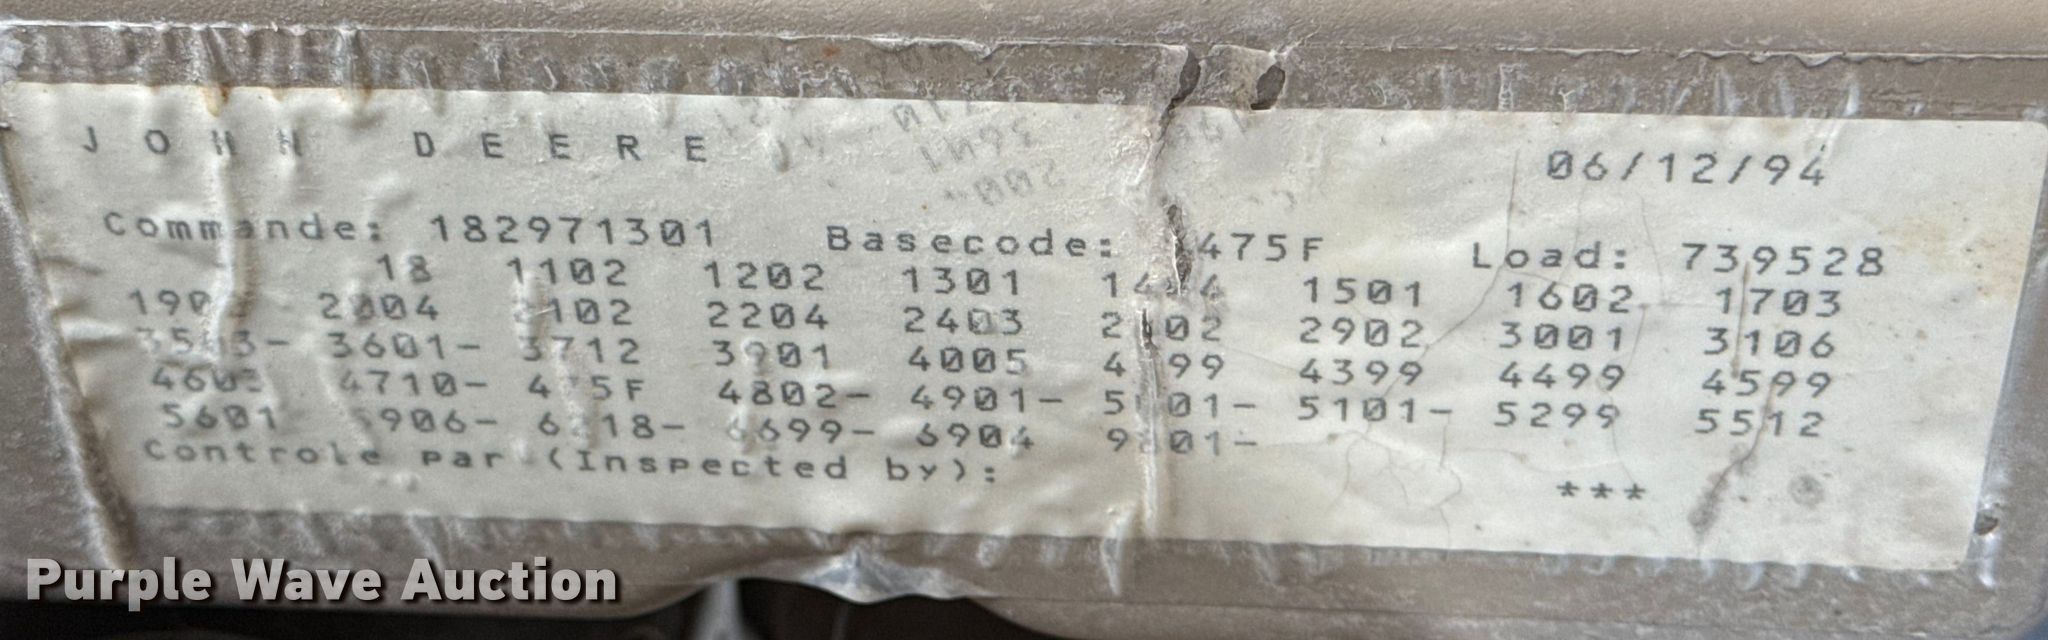 JOHN DEERE
06/12/94
Commande: 182971301 Basecode: 475F Load: 739528
18 1102 1202 1301 1501 1602 1703
2004 2102 2204 2403 2902 3001 3106
3601- 3712 3901 4005 4399 4499 4599
4710- 475F 4802- 4901- 5101- 5299 5512
5601 6904
Controle par (Inspected by):
***
Purple Wave Auction